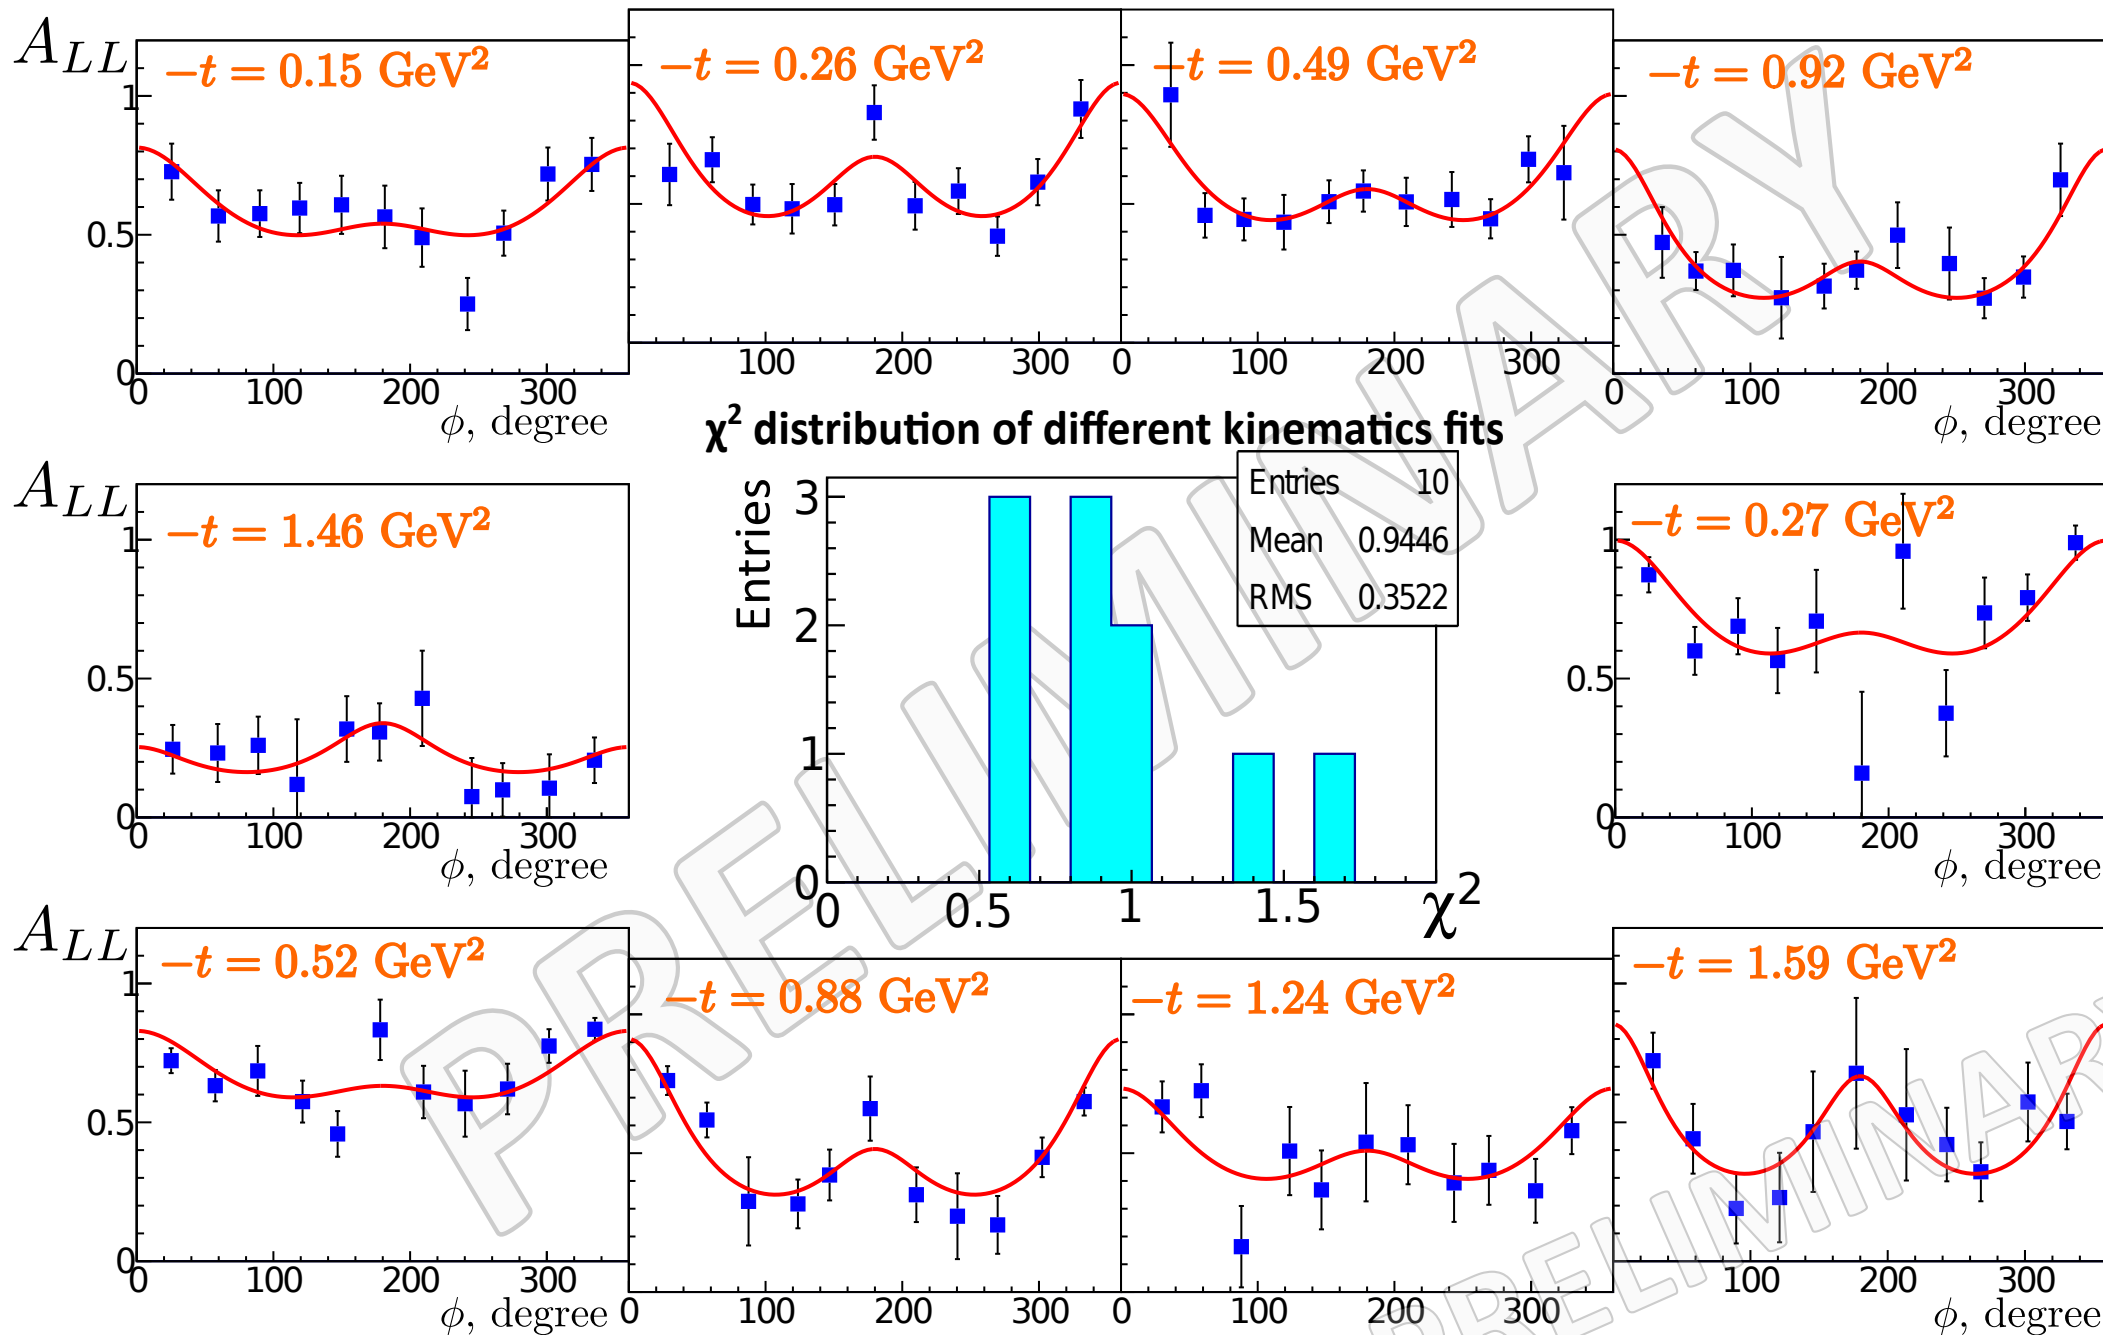 A_{LL}
−t = 0.15 GeV²
1
0.5
0
0 100 200 300
ϕ, degree
−t = 0.26 GeV²
100 200 300
−t = 0.49 GeV²
0 100 200 300
−t = 0.92 GeV²
0 100 200 300
ϕ, degree
χ² distribution of different kinematics fits
A_{LL}
−t = 1.46 GeV²
1
0.5
0
0 100 200 300
ϕ, degree
Entries
3
2
1
0
0 0.5 1 1.5
χ²
Entries 10
Mean 0.9446
RMS 0.3522
−t = 0.27 GeV²
1
0.5
0
0 100 200 300
ϕ, degree
A_{LL}
−t = 0.52 GeV²
1
0.5
0
0 100 200 300
ϕ, degree
−t = 0.88 GeV²
0 100 200 300
−t = 1.24 GeV²
0 100 200 300
−t = 1.59 GeV²
100 200 300
ϕ, degree
PRELIMINARY
PRELIMINARY